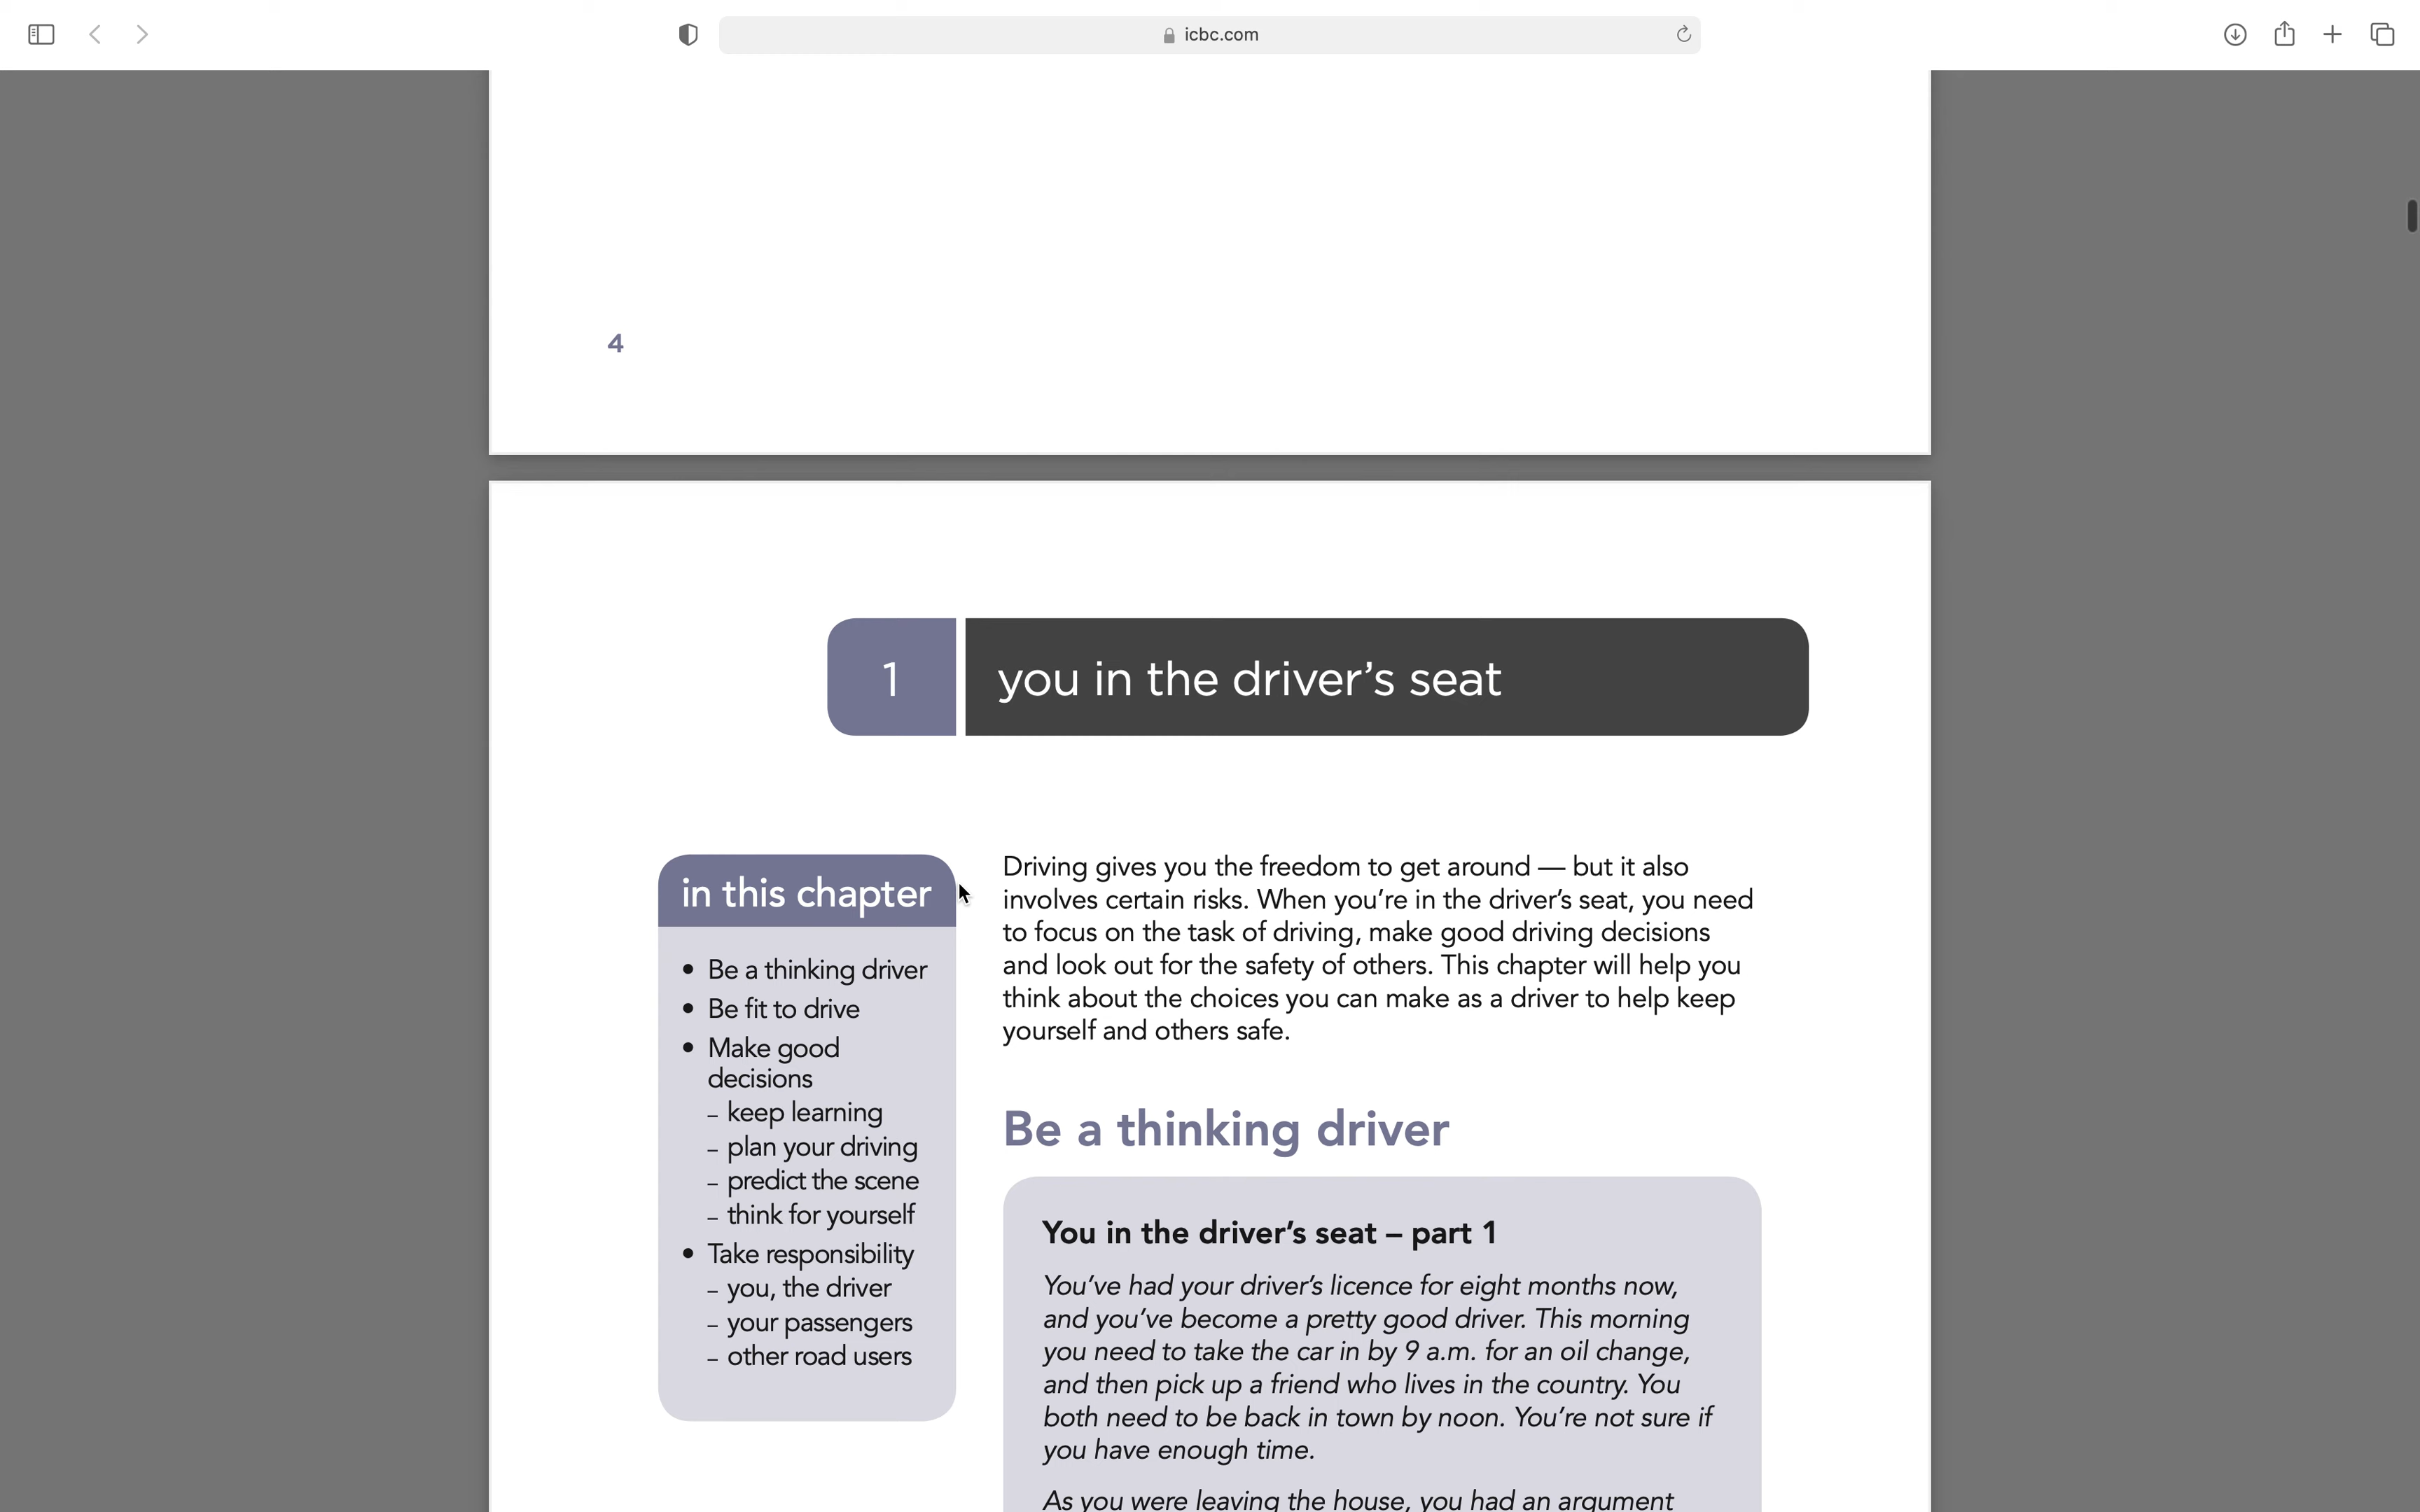 icbc.com
4
1
you in the driver’s seat
in this chapter
• Be a thinking driver
• Be fit to drive
• Make good
decisions
– keep learning
– plan your driving
– predict the scene
– think for yourself
• Take responsibility
– you, the driver
– your passengers
– other road users
Driving gives you the freedom to get around — but it also
involves certain risks. When you’re in the driver’s seat, you need
to focus on the task of driving, make good driving decisions
and look out for the safety of others. This chapter will help you
think about the choices you can make as a driver to help keep
yourself and others safe.
Be a thinking driver
You in the driver’s seat – part 1
You’ve had your driver’s licence for eight months now,
and you’ve become a pretty good driver. This morning
you need to take the car in by 9 a.m. for an oil change,
and then pick up a friend who lives in the country. You
both need to be back in town by noon. You’re not sure if
you have enough time.
As you were leaving the house, you had an argument